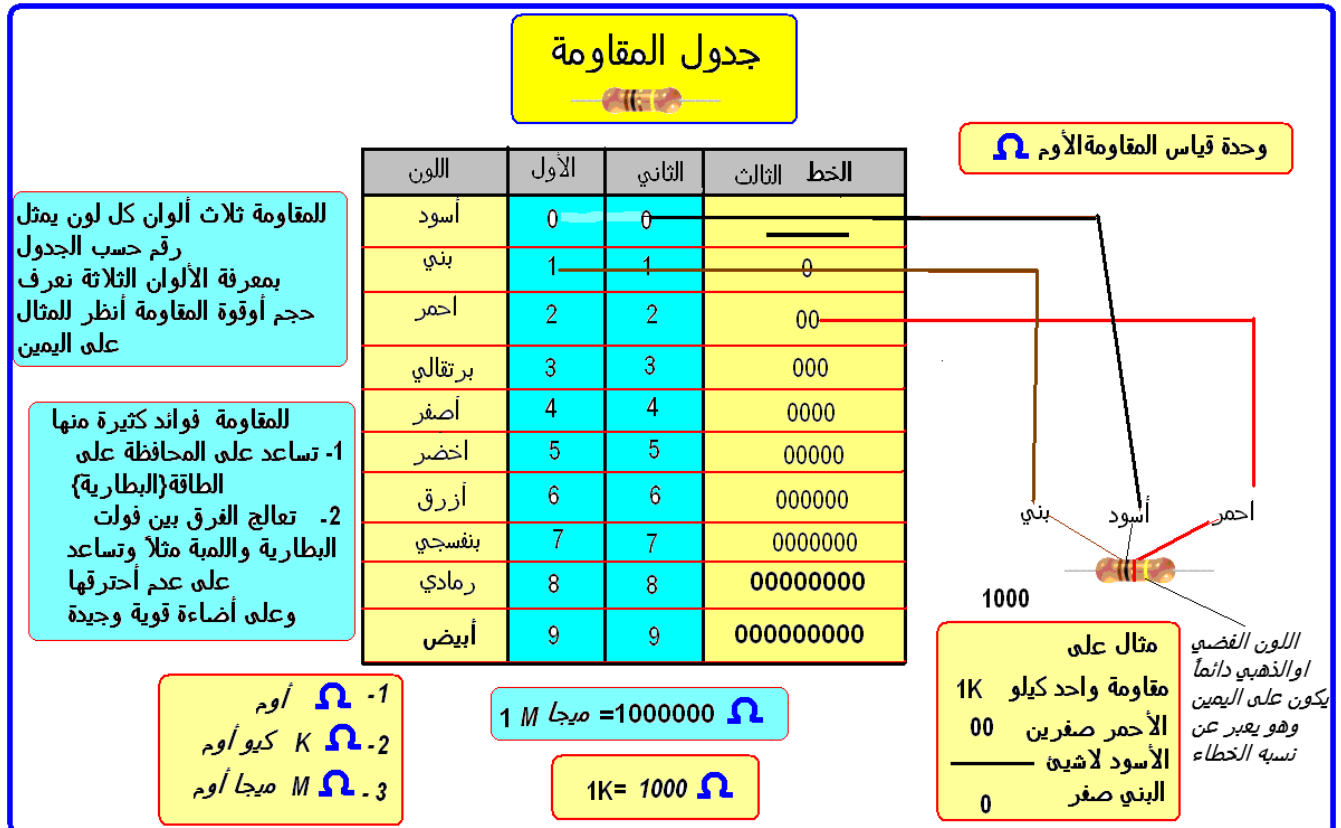 جدول المقاومة
وحدة قياس المقاومةالأوم Ω
اللون الأول الثاني الخط الثالث
أسود 0 0 ــــــ
بني 1 1 0
احمر 2 2 00
برتقالي 3 3 000
أصفر 4 4 0000
اخضر 5 5 00000
أزرق 6 6 000000
بنفسجي 7 7 0000000
رمادي 8 8 00000000
أبيض 9 9 000000000
للمقاومة ثلاث ألوان كل لون يمثل
رقم حسب الجدول
بمعرفة الألوان الثلاثة نعرف
حجم أوقوة المقاومة أنظر للمثال
على اليمين
للمقاومة فوائد كثيرة منها
1- تساعد على المحافظة على
الطاقة{البطارية}
2- تعالج الفرق بين فولت
البطارية واللمبة مثلاً وتساعد
على عدم أحترقها
وعلى أضاءة قوية وجيدة
بني أسود احمر
1000
مثال على
مقاومة واحد كيلو 1K
الأحمر صفرين 00
الأسود لاشيئ ــــــ
البني صفر 0
اللون الفضي
اوالذهبي دائماً
يكون على اليمين
وهو يعبر عن
نسبه الخطاء
1- Ω أوم
2- Ω K كيو أوم
3- Ω M ميجا أوم
1 M ميجا =1000000 Ω
1K= 1000 Ω